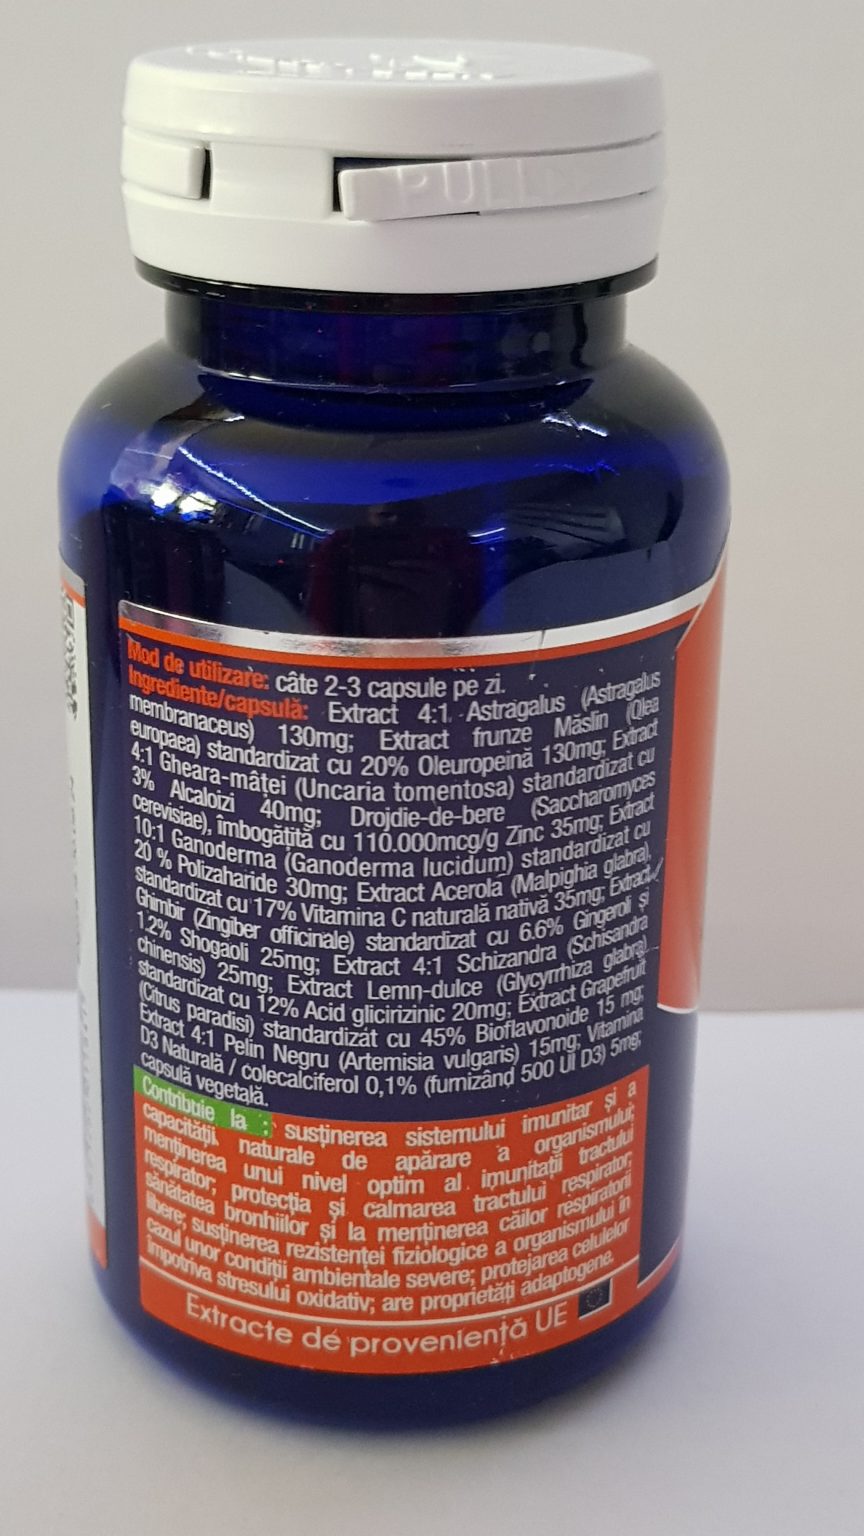 PULL
Mod de utilizare: câte 2-3 capsule pe zi.
Ingrediente/capsulă: Extract 4:1 Astragalus (Astragalus
membranaceus) 130mg; Extract frunze Măslin (Olea
europaea) standardizat cu 20% Oleuropeină 130mg; Extract
4:1 Gheara-mâței (Uncaria tomentosa) standardizat cu
3% Alcaloizi 40mg; Drojdie-de-bere (Saccharomyces
cerevisiae), îmbogățită cu 110.000mcg/g Zinc 35mg; Extract
10:1 Ganoderma (Ganoderma lucidum) standardizat cu
20 % Polizaharide 30mg; Extract Acerola (Malpighia glabra),
standardizat cu 17% Vitamina C naturală nativă 35mg; Extract
Ghimbir (Zingiber officinale) standardizat cu 6.6% Gingeroli și
1.2% Shogaoli 25mg; Extract 4:1 Schizandra (Schisandra
chinensis) 25mg; Extract Lemn-dulce (Glycyrrhiza glabra)
standardizat cu 12% Acid glicirizinic 20mg; Extract Grapefruit
(Citrus paradisi) standardizat cu 45% Bioflavonoide 15 mg;
Extract 4:1 Pelin Negru (Artemisia vulgaris) 15mg; Vitamina
D3 Naturală / colecalciferol 0,1% (furnizând 500 UI D3) 5mg;
capsulă vegetală.
Contribuie la : susținerea sistemului imunitar și a
capacității naturale de apărare a organismului;
menținerea unui nivel optim al imunitații tractului
respirator; protecția și calmarea tractului respirator;
sănătatea bronhiilor și la menținerea căilor respiratorii
libere; susținerea rezistenței fiziologice a organismului în
cazul unor condiții ambientale severe; protejarea celulelor
împotriva stresului oxidativ; are proprietăți adaptogene.
Extracte de proveniență UE